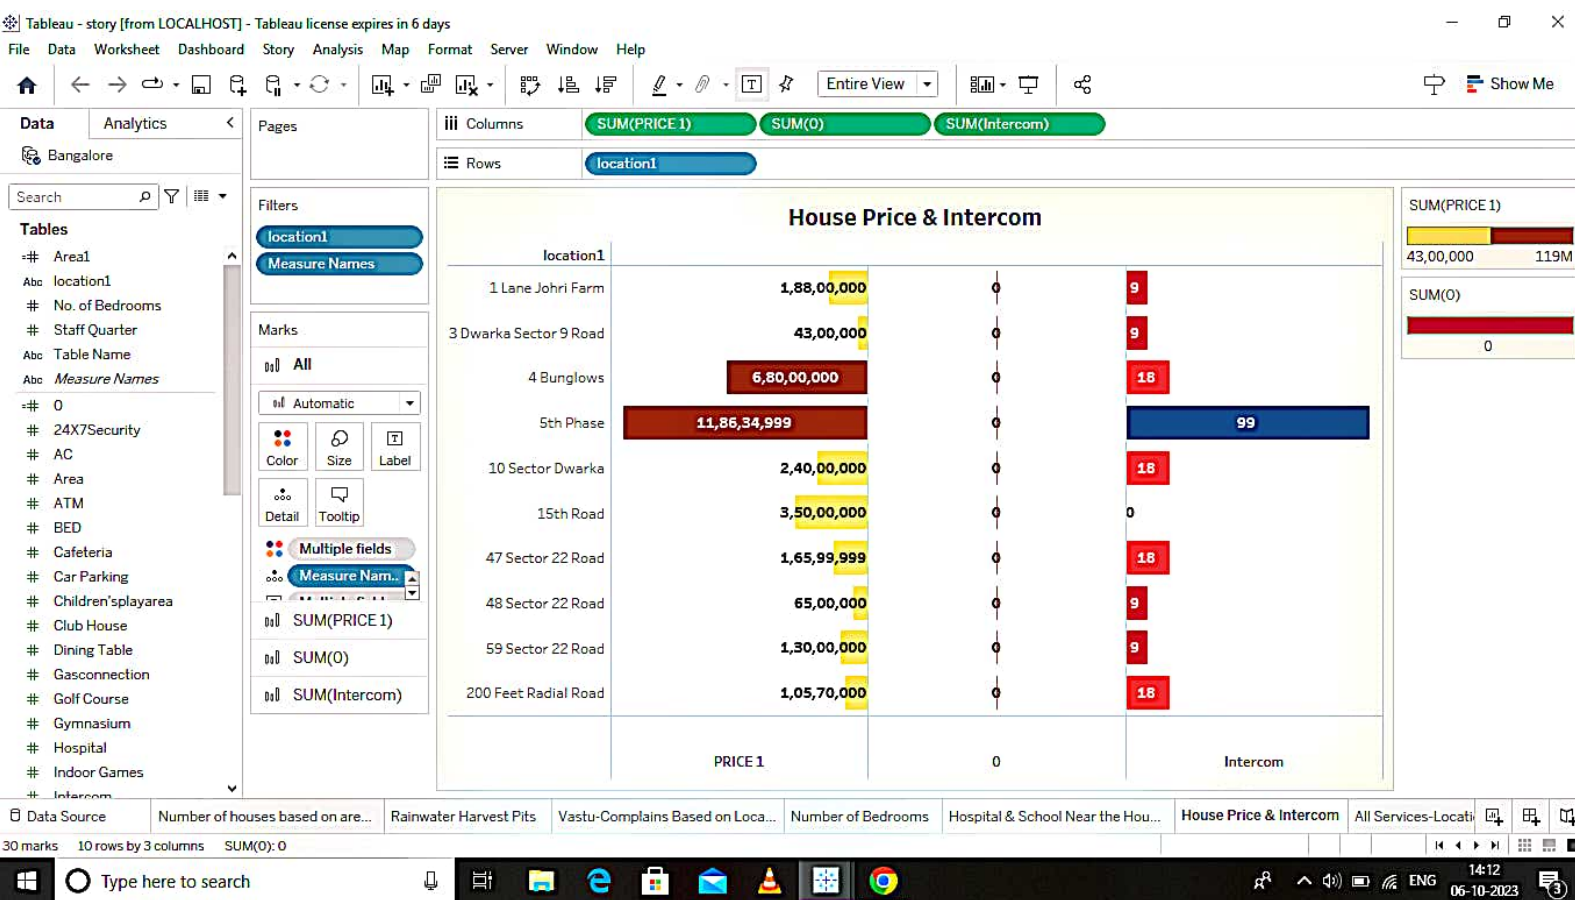 Tableau - story [from LOCALHOST] - Tableau license expires in 6 days
File Data Worksheet Dashboard Story Analysis Map Format Server Window Help
Entire View
Show Me
Data Analytics
Bangalore
Search
Tables
Area1
Abc location1
No. of Bedrooms
Staff Quarter
Abc Table Name
Abc Measure Names
0
24X7Security
AC
Area
ATM
BED
Cafeteria
Car Parking
Children'splayarea
Club House
Dining Table
Gasconnection
Golf Course
Gymnasium
Hospital
Indoor Games
Intercom
Pages
Filters
location1
Measure Names
Marks
All
Automatic
Color Size Label
Detail Tooltip
Multiple fields
Measure Nam..
SUM(PRICE 1)
SUM(0)
SUM(Intercom)
Columns SUM(PRICE 1) SUM(0) SUM(Intercom)
Rows location1
House Price & Intercom
location1
1 Lane Johri Farm 1,88,00,000 0 9
3 Dwarka Sector 9 Road 43,00,000 0 9
4 Bunglows 6,80,00,000 0 18
5th Phase 11,86,34,999 0 99
10 Sector Dwarka 2,40,00,000 0 18
15th Road 3,50,00,000 0 0
47 Sector 22 Road 1,65,99,999 0 18
48 Sector 22 Road 65,00,000 0 9
59 Sector 22 Road 1,30,00,000 0 9
200 Feet Radial Road 1,05,70,000 0 18
PRICE 1 0 Intercom
SUM(PRICE 1)
43,00,000 119M
SUM(0)
0
Data Source Number of houses based on are... Rainwater Harvest Pits Vastu-Complains Based on Loca... Number of Bedrooms Hospital & School Near the Hou... House Price & Intercom All Services-Locati
30 marks 10 rows by 3 columns SUM(0): 0
Type here to search
ENG
14:12
06-10-2023
3